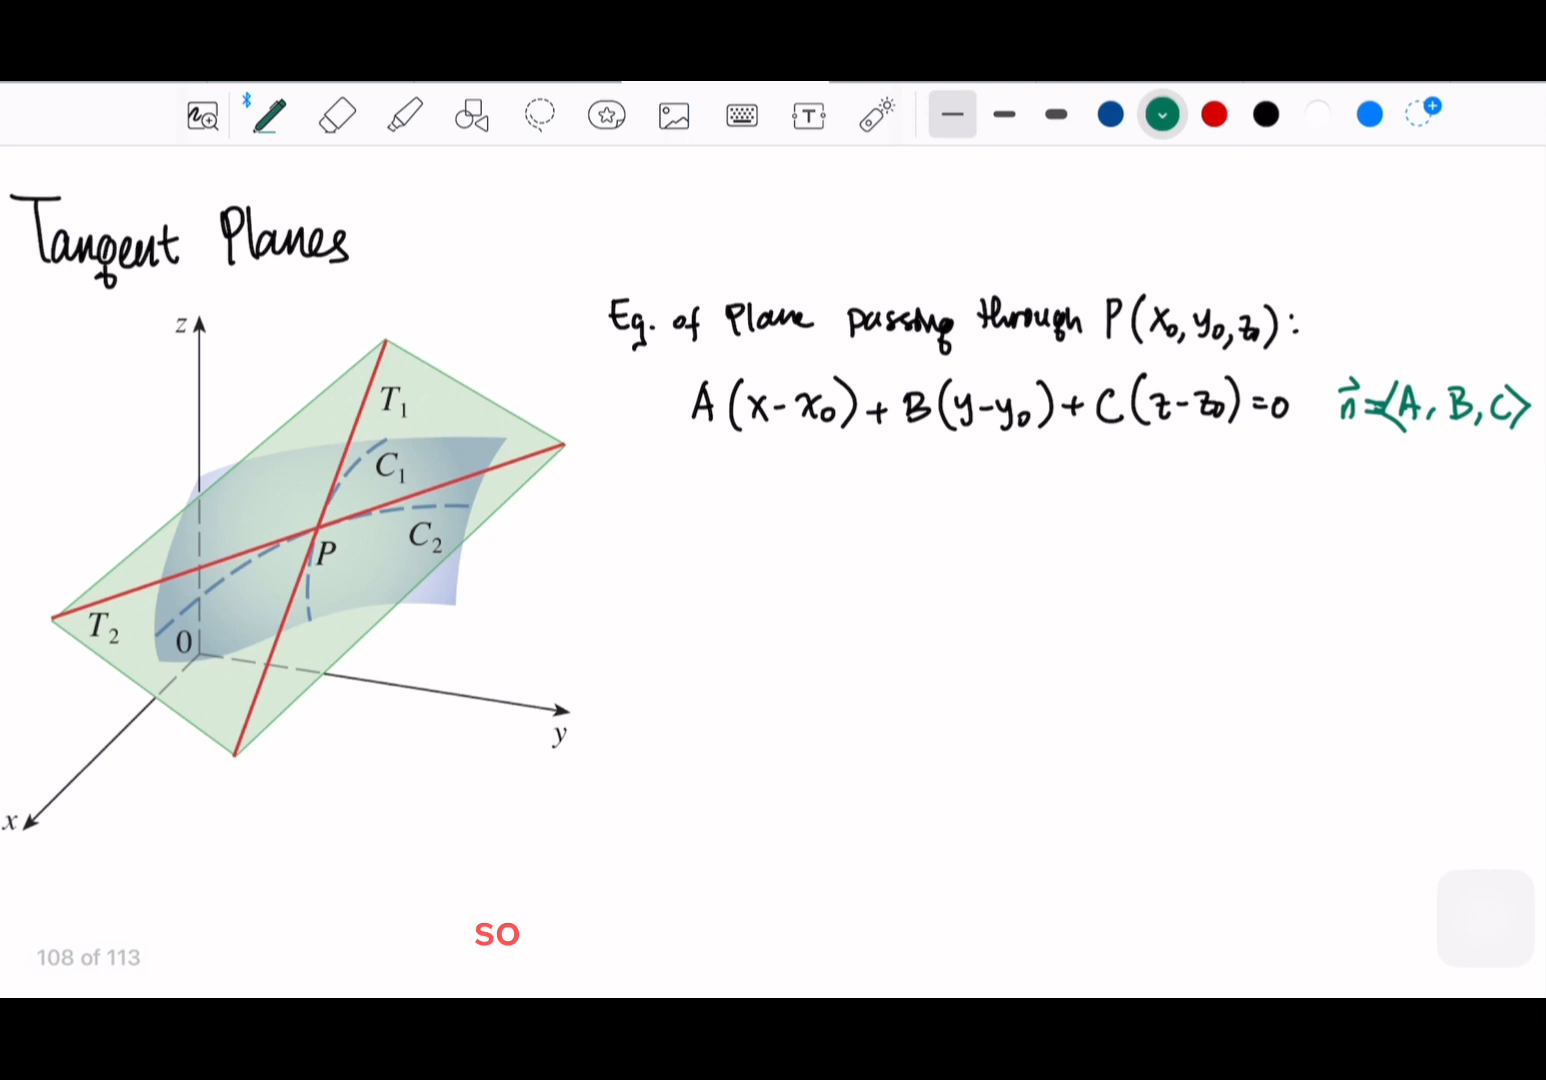 Tangent Planes
Eq. of Plane passing through P(x₀, y₀, z₀):
A(x-x₀)+B(y-y₀)+C(z-z₀)=0 n⃗=⟨A, B, C⟩
z
T₁
C₁
C₂
P
T₂
0
y
x
so
108 of 113